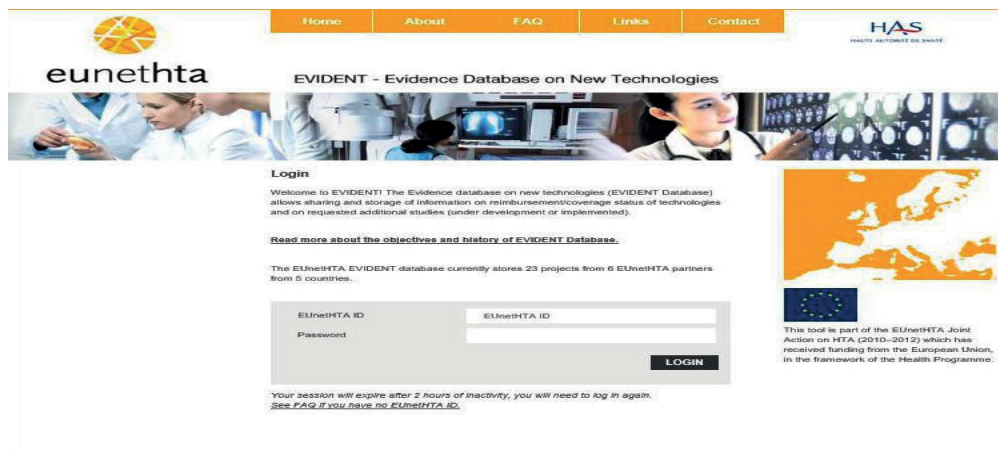 Home About FAQ Links Contact
HAS
HAUTE AUTORITÉ DE SANTÉ
eunethta
EVIDENT - Evidence Database on New Technologies
Login
Welcome to EVIDENT! The Evidence database on new technologies (EVIDENT Database)
allows sharing and storage of information on reimbursement/coverage status of technologies
and on requested additional studies (under development or implemented).
Read more about the objectives and history of EVIDENT Database.
The EUnetHTA EVIDENT database currently stores 23 projects from 6 EUnetHTA partners
from 5 countries.
EUnetHTA ID EUnetHTA ID
Password
LOGIN
This tool is part of the EUnetHTA Joint
Action on HTA (2010–2012) which has
received funding from the European Union,
in the framework of the Health Programme.
Your session will expire after 2 hours of inactivity, you will need to log in again.
See FAQ if you have no EUnetHTA ID.